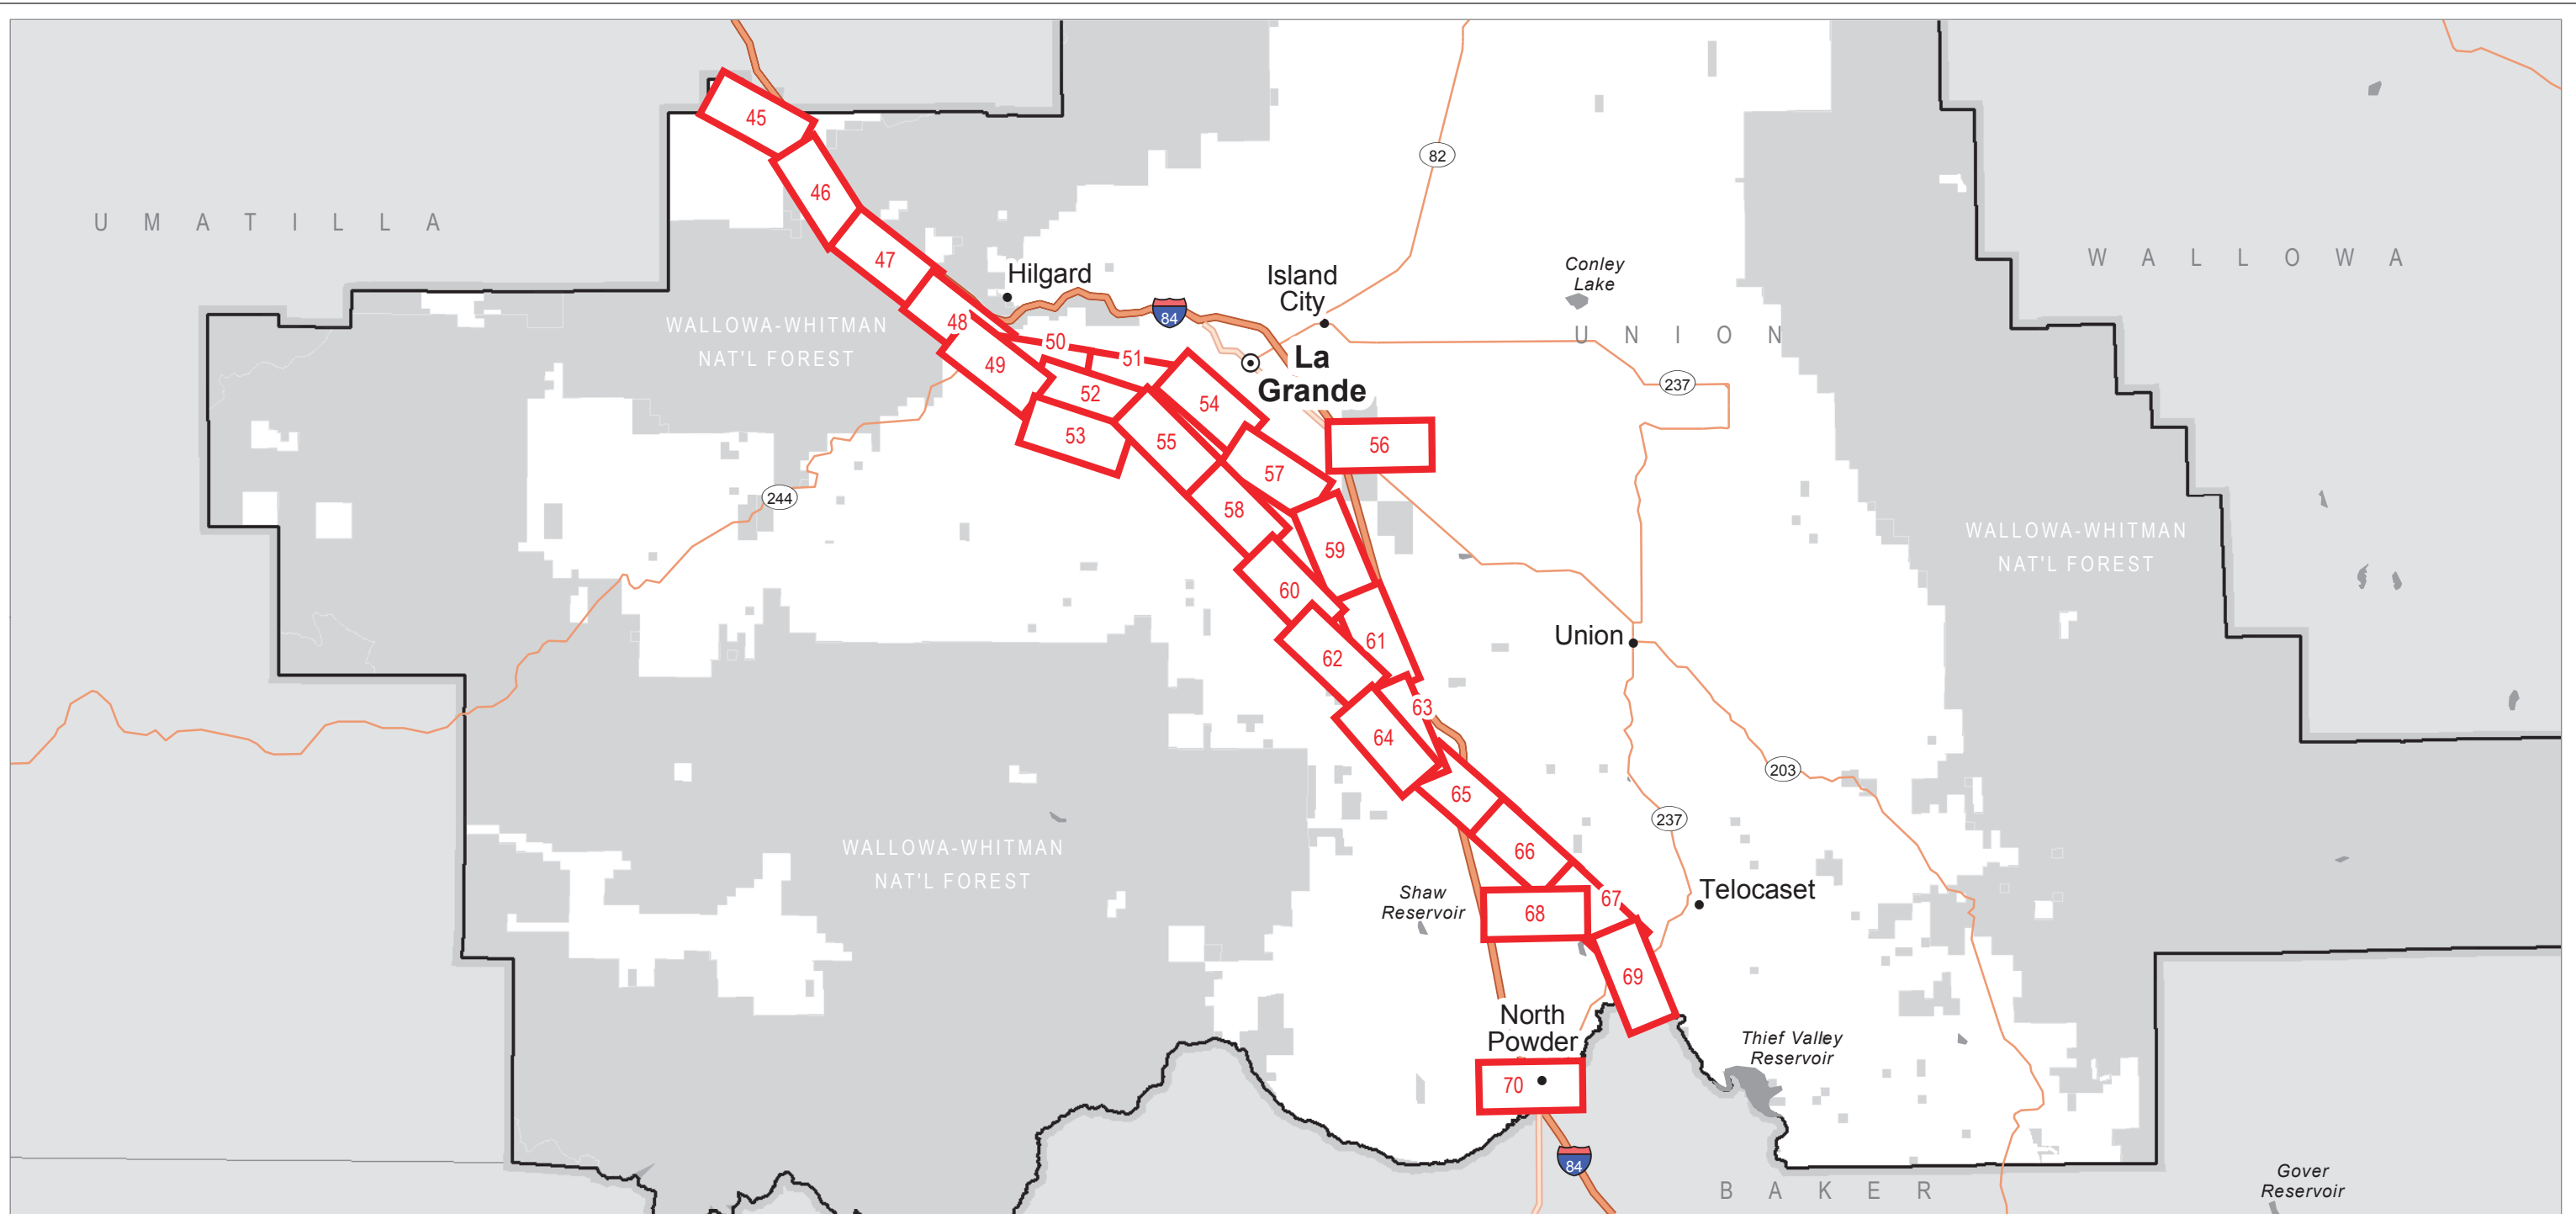 45
82
46
U M A T I L L A
47
W A L L O W A
Hilgard
Island
City
Conley
Lake
84
48
WALLOWA-WHITMAN
NAT'L FOREST
U N I O N
50
51
49
La
Grande
237
52
54
53
55
56
57
244
58
59
WALLOWA-WHITMAN
NAT'L FOREST
60
61
Union
62
63
64
203
65
237
66
WALLOWA-WHITMAN
NAT'L FOREST
Shaw
Reservoir
67
68
Telocaset
69
North
Powder
Thief Valley
Reservoir
70
84
B A K E R
Gover
Reservoir